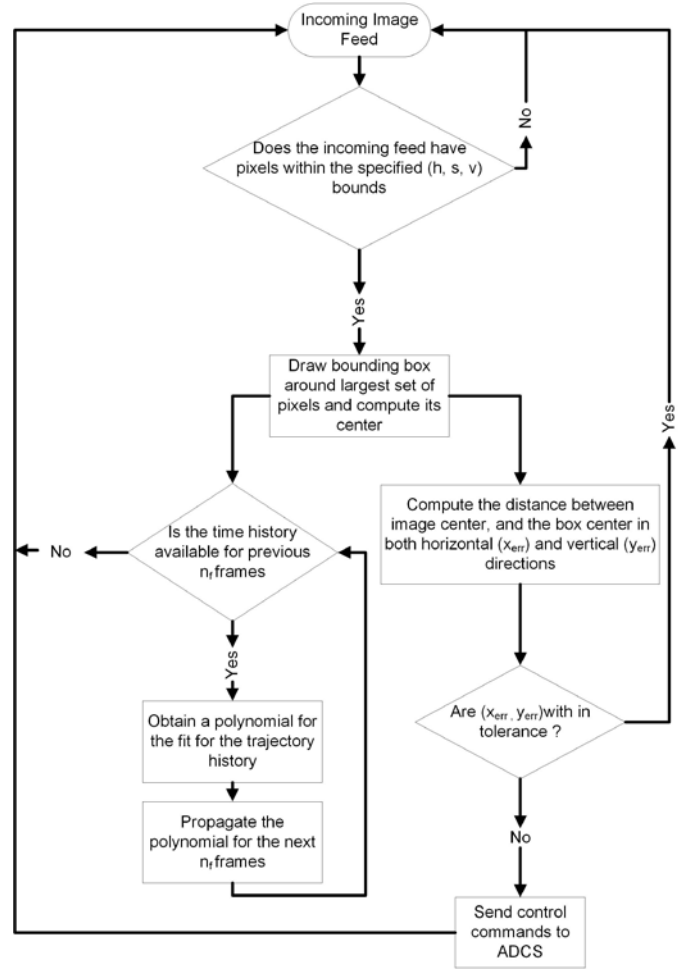 Incoming Image
Feed
No
Does the incoming feed have
pixels within the specified (h, s, v)
bounds
Yes
Draw bounding box
around largest set of
pixels and compute its
center
Yes
Compute the distance between
image center, and the box center in
both horizontal (xerr) and vertical (yerr)
directions
Is the time history
available for previous
nf frames
No
Yes
Are (xerr, yerr)with in
tolerance ?
Obtain a polynomial for
the fit for the trajectory
history
Propagate the
polynomial for the next
nf frames
No
Send control
commands to
ADCS